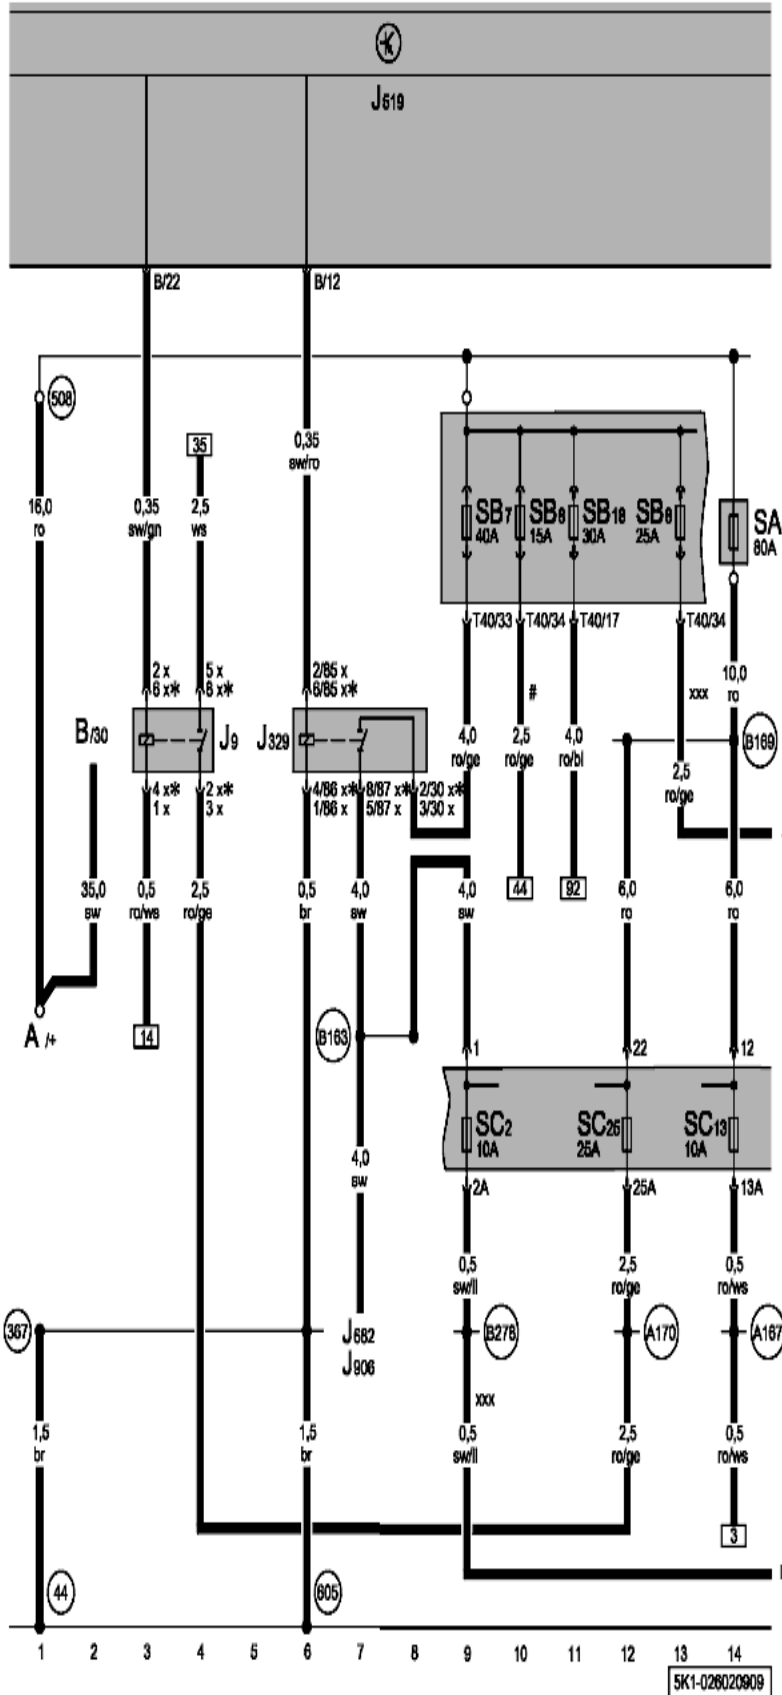 J519
B/22
B/12
508
35
0,35
sw/ro
16,0
ro
0,35
sw/gn
2,5
ws
SB7
40A
SB8
15A
SB18
30A
SB8
25A
SA
80A
T40/33
T40/34
T40/17
T40/34
2 x
6 x*
5 x
8 x*
2/85 x
6/85 x*
#
xxx
10,0
ro
B/30
J9
J329
4,0
ro/ge
2,5
ro/ge
4,0
ro/bl
B169
2,5
ro/ge
4 x*
1 x
2 x*
3 x
4/86 x*
1/86 x
8/87 x*
5/87 x
2/30 x*
3/30 x
35,0
sw
0,5
ro/ws
2,5
ro/ge
0,5
br
4,0
sw
4,0
sw
44
92
6,0
ro
6,0
ro
A /+
14
B163
1
22
12
SC2
10A
SC25
25A
SC13
10A
4,0
sw
2A
25A
13A
0,5
sw/ll
2,5
ro/ge
0,5
ro/ws
367
J682
J906
B278
A170
A167
xxx
1,5
br
1,5
br
0,5
sw/ll
2,5
ro/ge
0,5
ro/ws
3
44
605
1 2 3 4 5 6 7 8 9 10 11 12 13 14
5K1-026020909